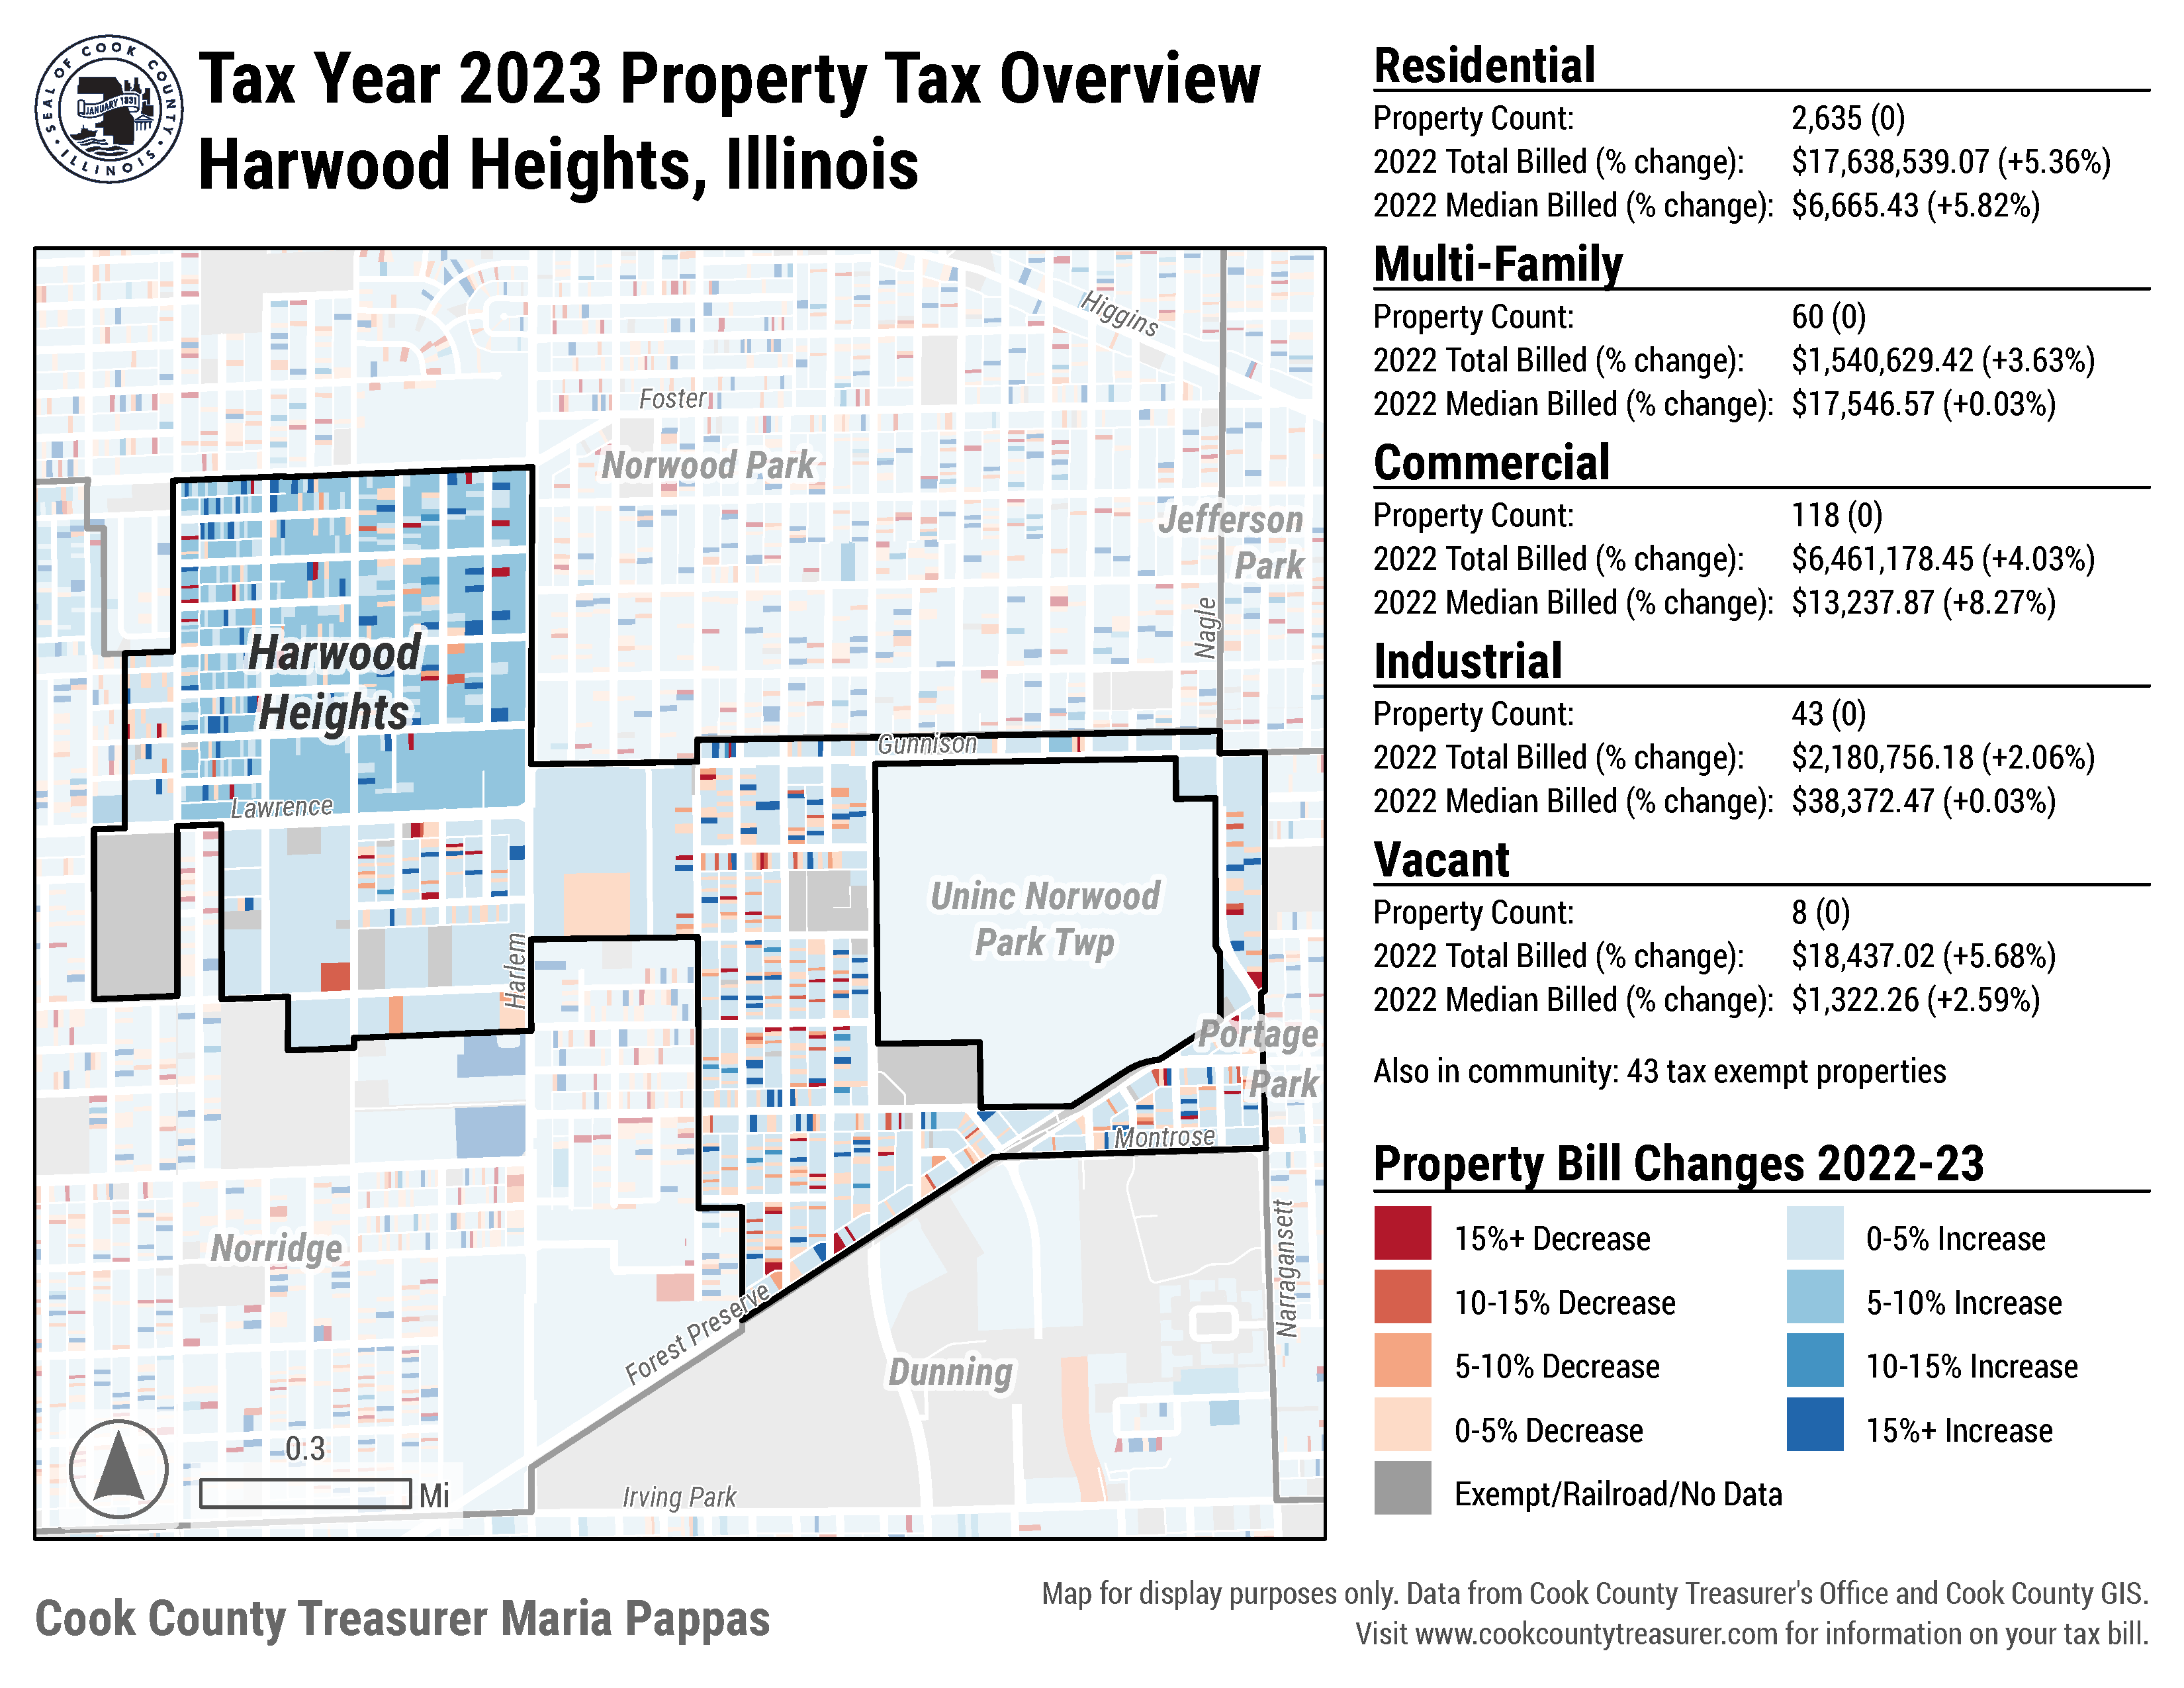 SEAL OF COOK COUNTY
ILLINOIS
JANUARY 1831
Tax Year 2023 Property Tax Overview
Harwood Heights, Illinois
Higgins
Foster
Norwood Park
Jefferson
Park
Nagle
Harwood
Heights
Gunnison
Lawrence
Uninc Norwood
Park Twp
Harlem
Portage
Park
Montrose
Norridge
Narragansett
Forest Preserve
Dunning
0.3
Mi
Irving Park
Residential
Property Count: 2,635 (0)
2022 Total Billed (% change): $17,638,539.07 (+5.36%)
2022 Median Billed (% change): $6,665.43 (+5.82%)
Multi-Family
Property Count: 60 (0)
2022 Total Billed (% change): $1,540,629.42 (+3.63%)
2022 Median Billed (% change): $17,546.57 (+0.03%)
Commercial
Property Count: 118 (0)
2022 Total Billed (% change): $6,461,178.45 (+4.03%)
2022 Median Billed (% change): $13,237.87 (+8.27%)
Industrial
Property Count: 43 (0)
2022 Total Billed (% change): $2,180,756.18 (+2.06%)
2022 Median Billed (% change): $38,372.47 (+0.03%)
Vacant
Property Count: 8 (0)
2022 Total Billed (% change): $18,437.02 (+5.68%)
2022 Median Billed (% change): $1,322.26 (+2.59%)
Also in community: 43 tax exempt properties
Property Bill Changes 2022-23
15%+ Decrease
10-15% Decrease
5-10% Decrease
0-5% Decrease
Exempt/Railroad/No Data
0-5% Increase
5-10% Increase
10-15% Increase
15%+ Increase
Cook County Treasurer Maria Pappas
Map for display purposes only. Data from Cook County Treasurer's Office and Cook County GIS.
Visit www.cookcountytreasurer.com for information on your tax bill.